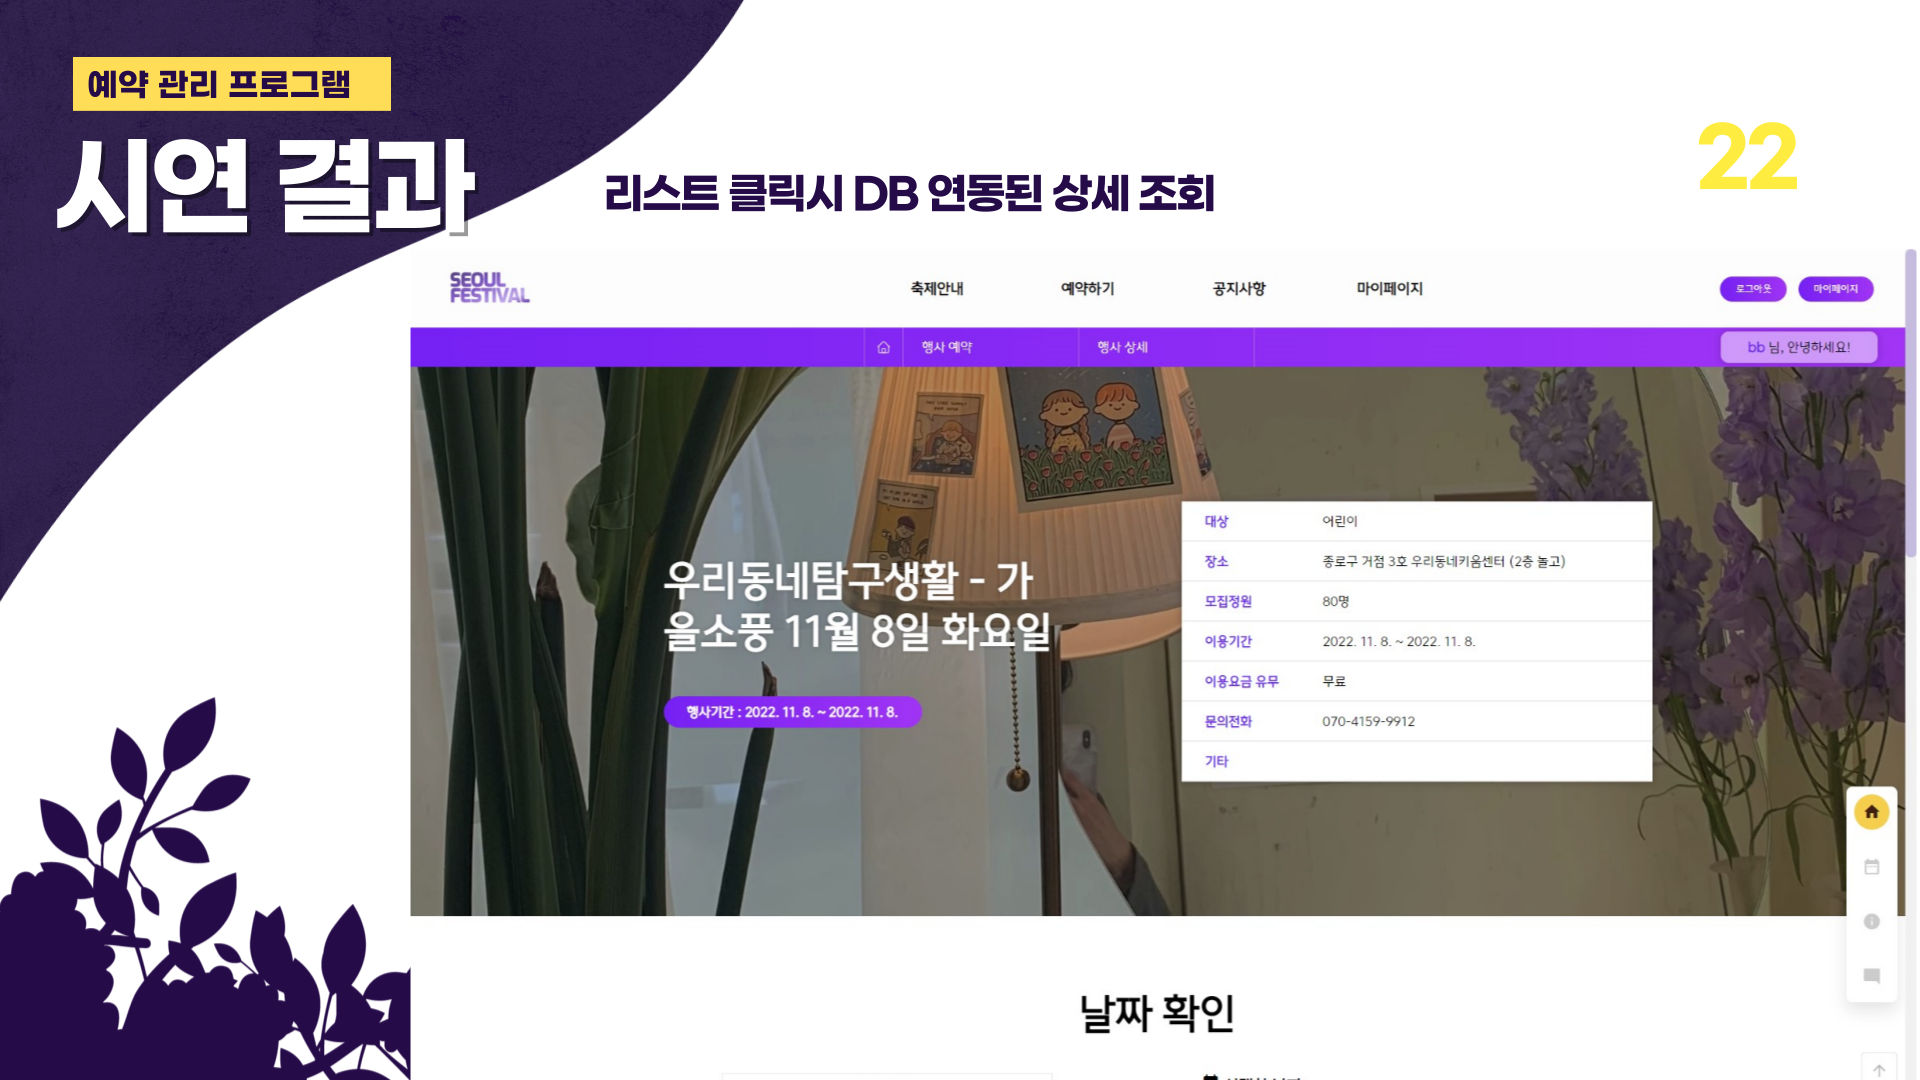 예약 관리 프로그램
시연 결과
리스트 클릭시 DB 연동된 상세 조회
22
SEOUL
FESTIVAL
축제안내
예약하기
공지사항
마이페이지
로그아웃
마이페이지
행사 예약
행사 상세
bb 님, 안녕하세요!
우리동네탐구생활 - 가
을소풍 11월 8일 화요일
행사기간 : 2022. 11. 8. ~ 2022. 11. 8.
대상 어린이
장소 종로구 거점 3호 우리동네키움센터 (2층 놀고)
모집정원 80명
이용기간 2022. 11. 8. ~ 2022. 11. 8.
이용요금 유무 무료
문의전화 070-4159-9912
기타
날짜 확인